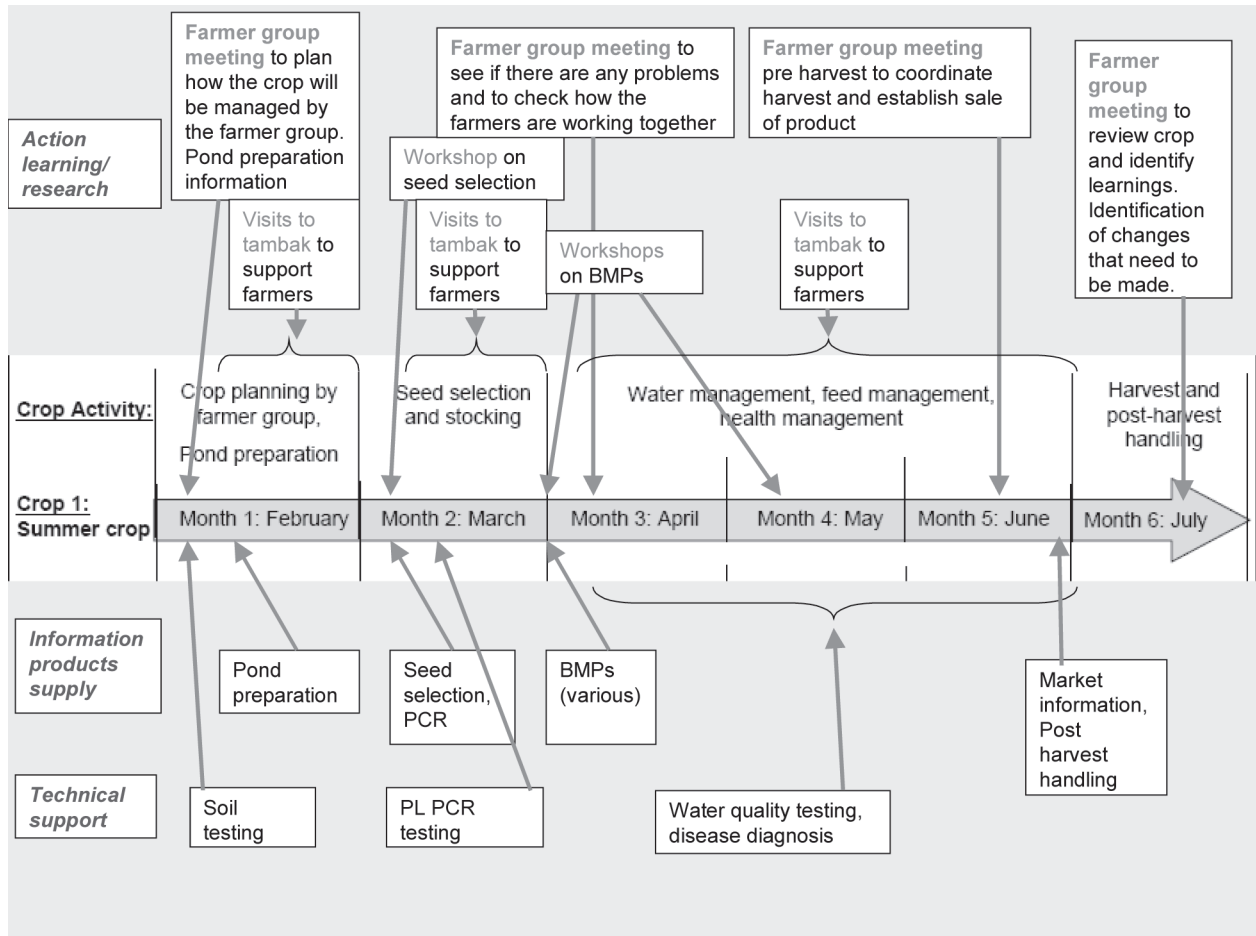 Farmer group
meeting to plan
how the crop will
be managed by
the farmer group.
Pond preparation
information
Farmer group meeting to
see if there are any problems
and to check how the
farmers are working together
Farmer group meeting
pre harvest to coordinate
harvest and establish sale
of product
Farmer
group
meeting to
review crop
and identify
learnings.
Identification
of changes
that need to
be made.
Action
learning/
research
Workshop on
seed selection
Visits to
tambak to
support
farmers
Visits to
tambak to
support
farmers
Workshops
on BMPs
Visits to
tambak to
support
farmers
Crop Activity:
Crop planning by
farmer group,
Pond preparation
Seed selection
and stocking
Water management, feed management,
health management
Harvest and
post-harvest
handling
Crop 1:
Summer crop
Month 1: February
Month 2: March
Month 3: April
Month 4: May
Month 5: June
Month 6: July
Information
products
supply
Pond
preparation
Seed
selection,
PCR
BMPs
(various)
Market
information,
Post
harvest
handling
Technical
support
Soil
testing
PL PCR
testing
Water quality testing,
disease diagnosis